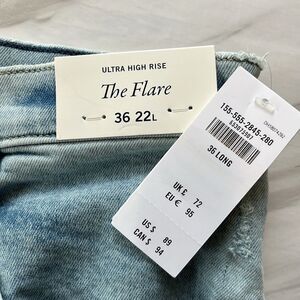 ULTRA HIGH RISE
The Flare
36 22L
155-555-2845-280
36 LONG
UK £ 72
EU € 95
US $ 89
CAN $ 94